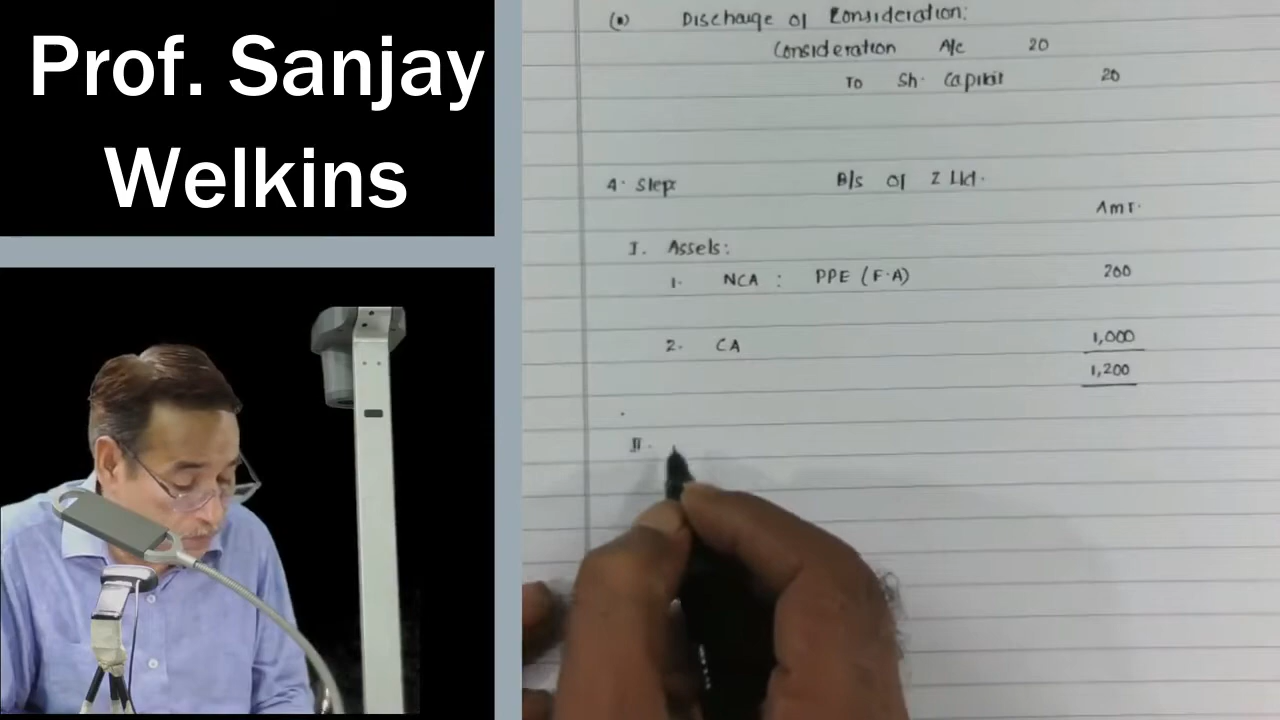 Prof. Sanjay
Welkins
(B) Discharge of Consideration:
Consideration A/c 20
To Sh. Capital 20
4. Step: B/s of Z Ltd.
Amt.
I. Assets:
1. NCA : PPE (F.A) 200
2. CA 1,000
1,200
II.